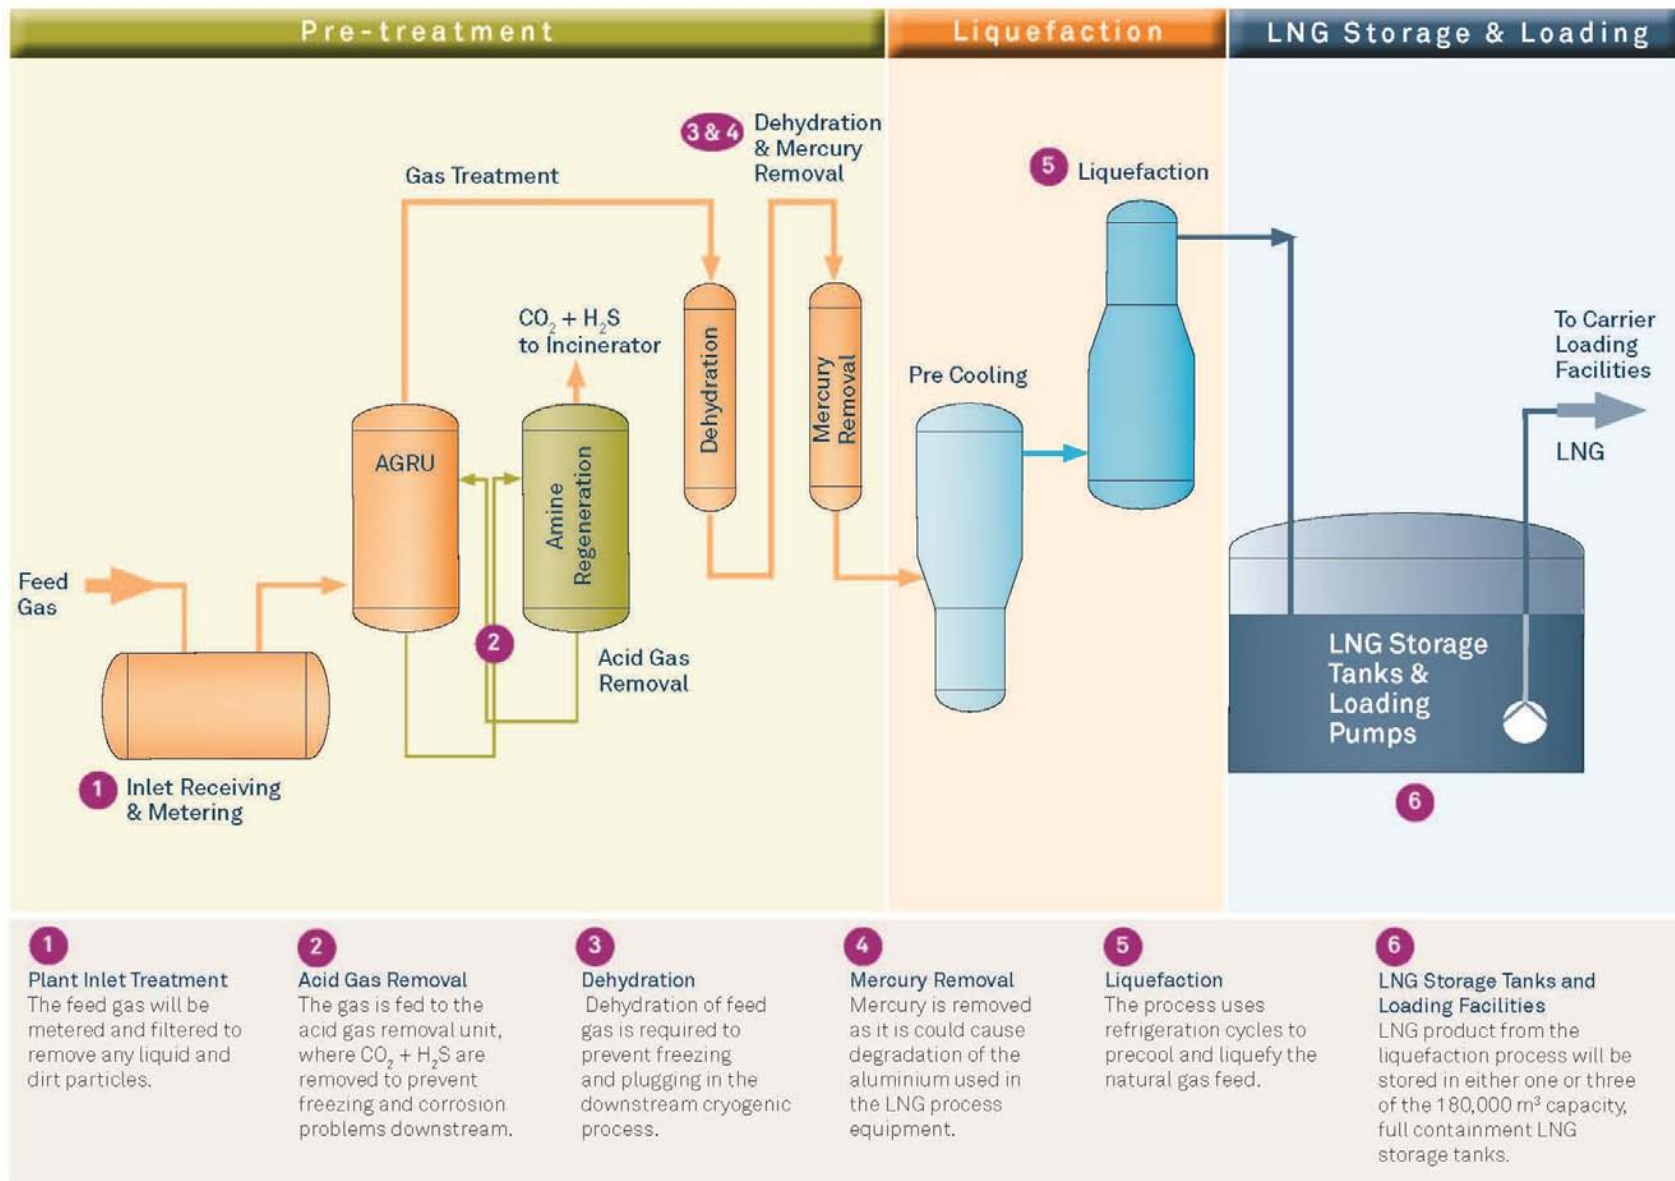 Pre-treatment
Liquefaction
LNG Storage & Loading
3 & 4
Dehydration
& Mercury
Removal
Gas Treatment
5
Liquefaction
CO₂ + H₂S
to Incinerator
To Carrier
Loading
Facilities
Dehydration
Mercury
Removal
Pre Cooling
AGRU
Amine
Regeneration
LNG
Feed
Gas
2
Acid Gas
Removal
LNG Storage
Tanks &
Loading
Pumps
1
Inlet Receiving
& Metering
6
1
Plant Inlet Treatment
The feed gas will be
metered and filtered to
remove any liquid and
dirt particles.
2
Acid Gas Removal
The gas is fed to the
acid gas removal unit,
where CO₂ + H₂S are
removed to prevent
freezing and corrosion
problems downstream.
3
Dehydration
Dehydration of feed
gas is required to
prevent freezing
and plugging in the
downstream cryogenic
process.
4
Mercury Removal
Mercury is removed
as it is could cause
degradation of the
aluminium used in
the LNG process
equipment.
5
Liquefaction
The process uses
refrigeration cycles to
precool and liquefy the
natural gas feed.
6
LNG Storage Tanks and
Loading Facilities
LNG product from the
liquefaction process will be
stored in either one or three
of the 180,000 m³ capacity,
full containment LNG
storage tanks.